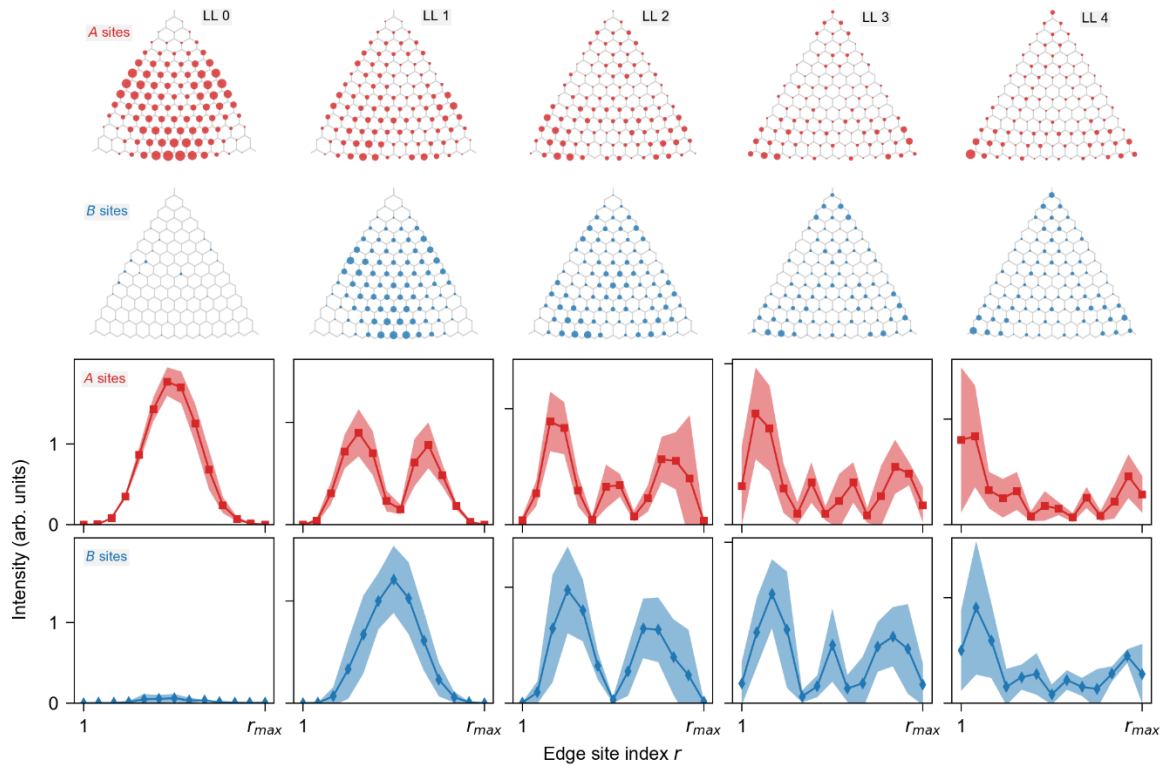 A sites
LL 0
LL 1
LL 2
LL 3
LL 4
B sites
Intensity (arb. units)
A sites
1
0
B sites
1
0
1
r_max
1
r_max
1
r_max
1
r_max
1
r_max
Edge site index r